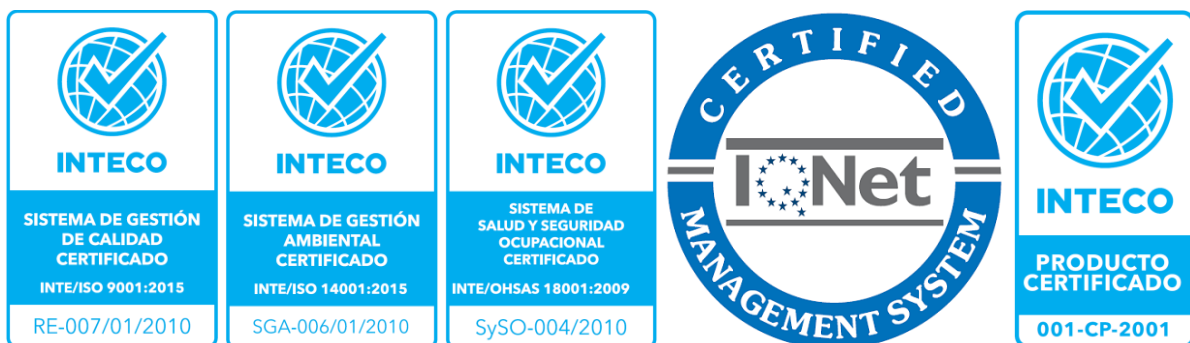 INTECO
SISTEMA DE GESTIÓN
DE CALIDAD
CERTIFICADO
INTE/ISO 9001:2015
RE-007/01/2010
INTECO
SISTEMA DE GESTIÓN
AMBIENTAL
CERTIFICADO
INTE/ISO 14001:2015
SGA-006/01/2010
INTECO
SISTEMA DE
SALUD Y SEGURIDAD
OCUPACIONAL
CERTIFICADO
INTE/OHSAS 18001:2009
SySO-004/2010
CERTIFIED
IQNet
MANAGEMENT SYSTEM
INTECO
PRODUCTO
CERTIFICADO
001-CP-2001